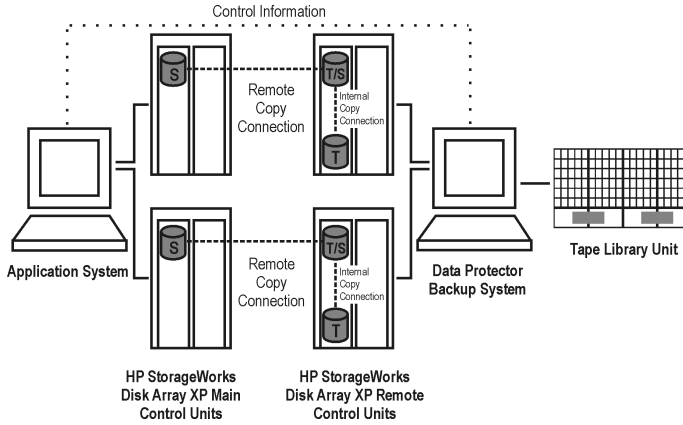 Control Information
S
T/S
Remote
Copy
Connection
Internal
Copy
Connection
T
S
T/S
Remote
Copy
Connection
Internal
Copy
Connection
T
Application System
Data Protector
Backup System
Tape Library Unit
HP StorageWorks
Disk Array XP Main
Control Units
HP StorageWorks
Disk Array XP Remote
Control Units